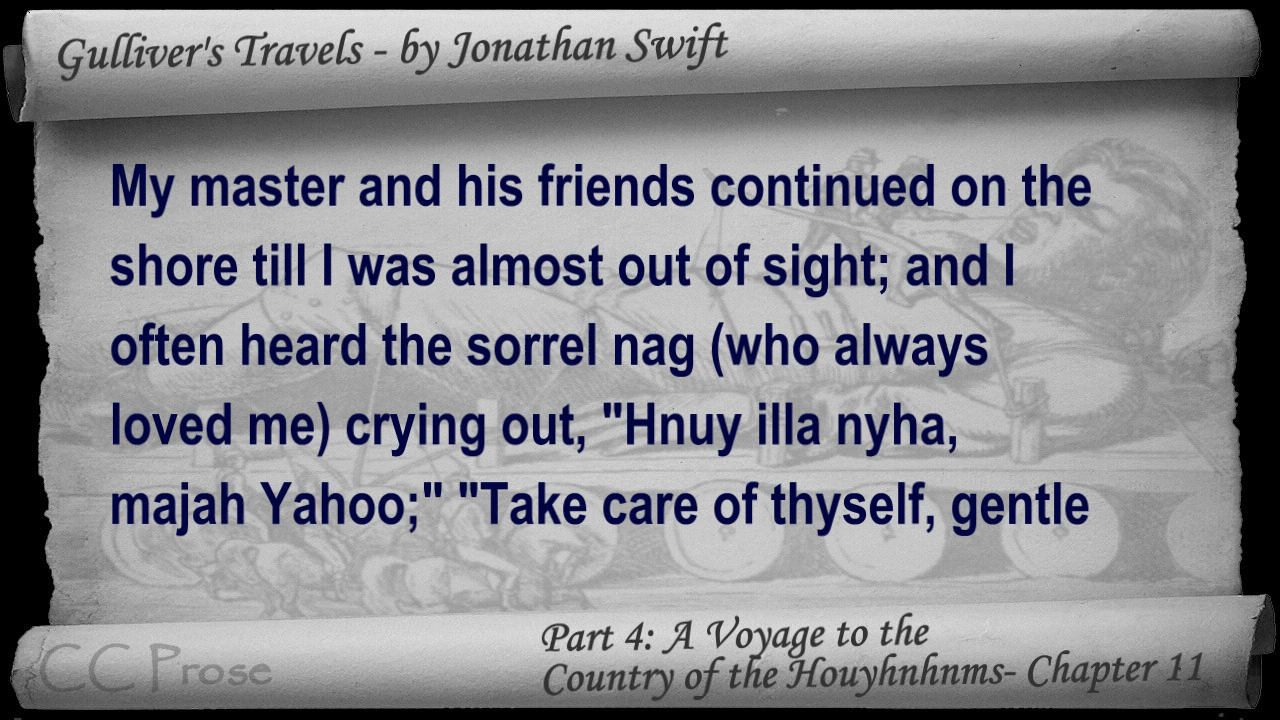 Gulliver's Travels - by Jonathan Swift
My master and his friends continued on the
shore till I was almost out of sight; and I
often heard the sorrel nag (who always
loved me) crying out, "Hnuy illa nyha,
majah Yahoo;" "Take care of thyself, gentle
CC Prose
Part 4: A Voyage to the
Country of the Houyhnhnms- Chapter 11